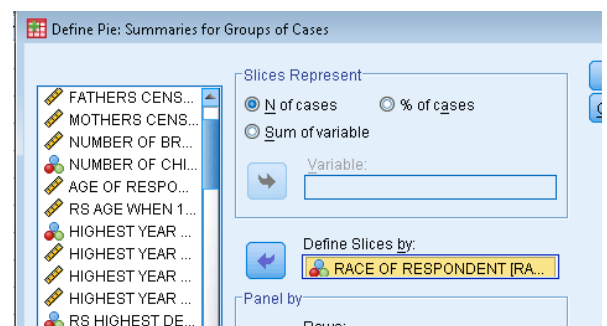 Define Pie: Summaries for Groups of Cases
FATHERS CENS...
MOTHERS CENS...
NUMBER OF BR...
NUMBER OF CHI...
AGE OF RESPO...
RS AGE WHEN 1...
HIGHEST YEAR ...
HIGHEST YEAR ...
HIGHEST YEAR ...
HIGHEST YEAR ...
RS HIGHEST DE...
Slices Represent
N of cases
% of cases
Sum of variable
Variable:
Define Slices by:
RACE OF RESPONDENT [RA...
Panel by
Rows: